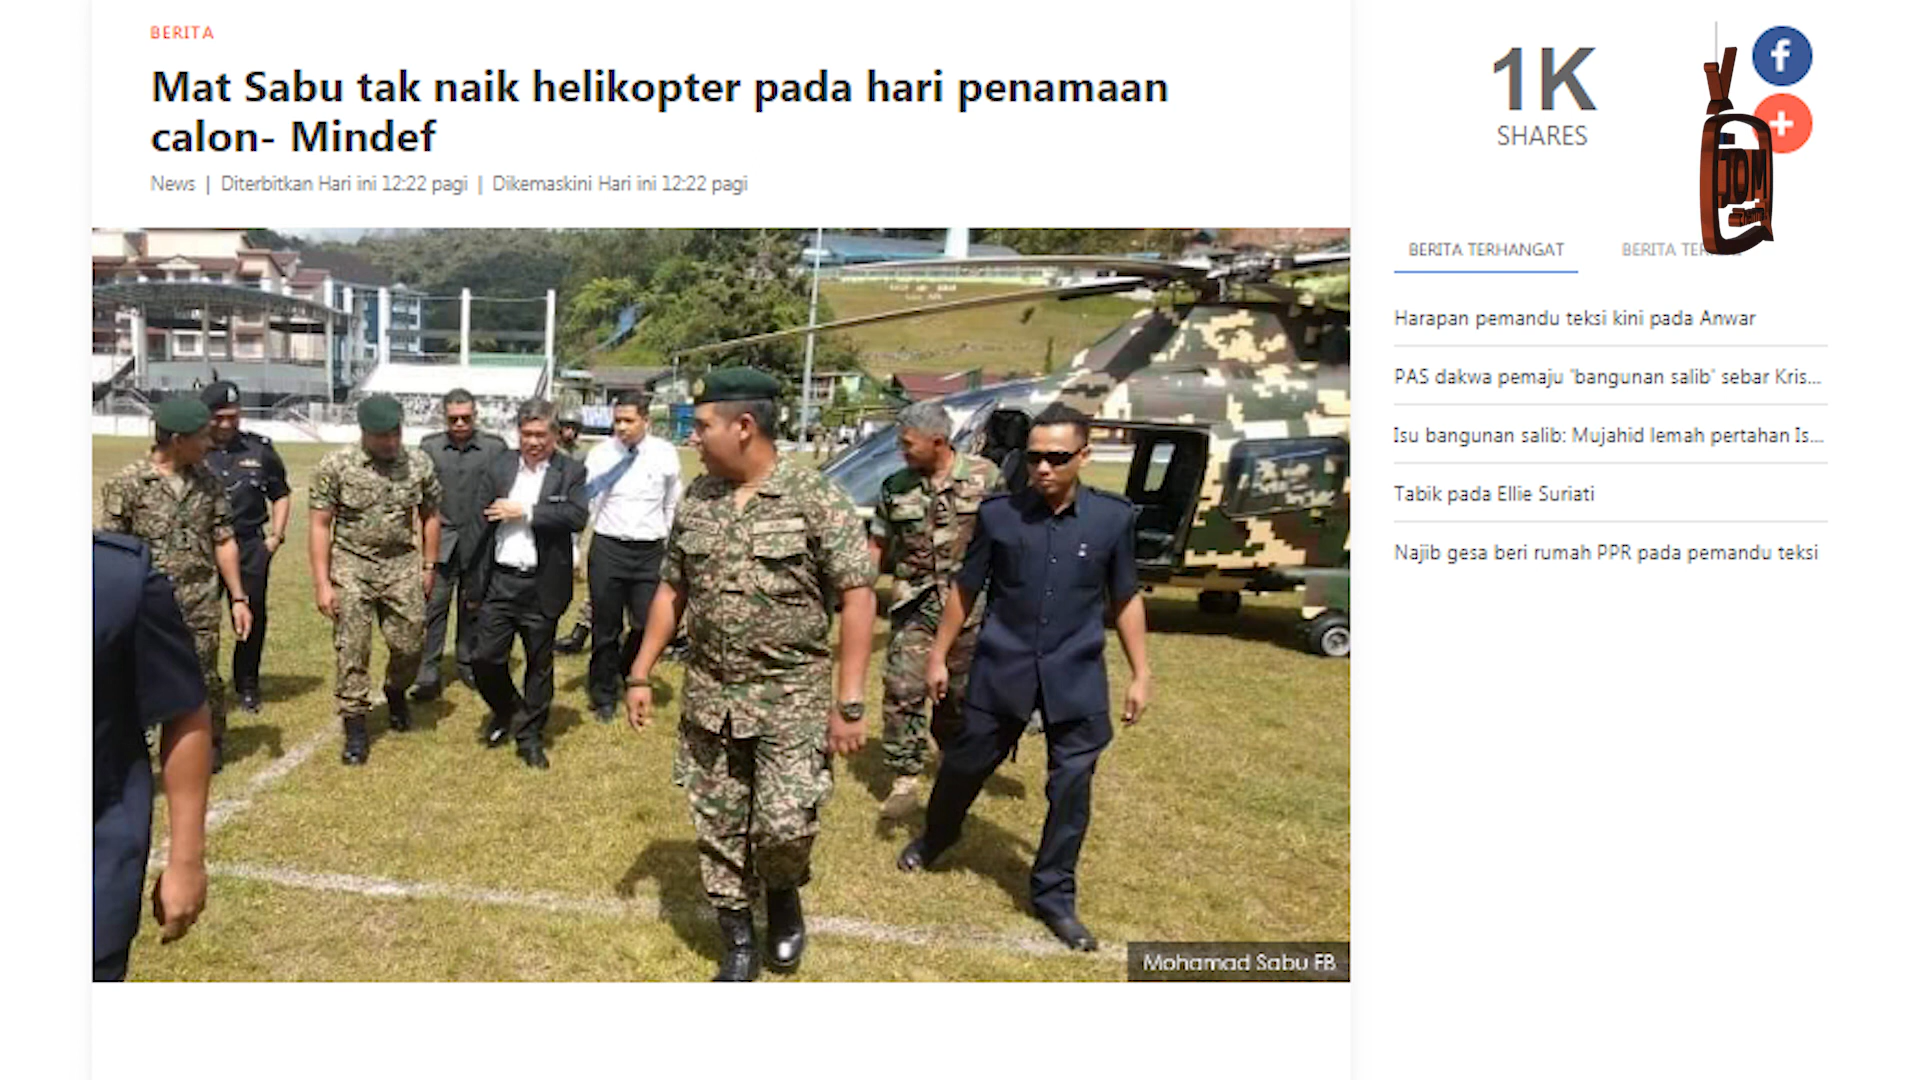 BERITA
Mat Sabu tak naik helikopter pada hari penamaan
calon- Mindef
News | Diterbitkan Hari ini 12:22 pagi | Dikemaskini Hari ini 12:22 pagi
Mohamad Sabu FB
1K
SHARES
JOM
BERITA TERHANGAT
BERITA
Harapan pemandu teksi kini pada Anwar
PAS dakwa pemaju 'bangunan salib' sebar Kris...
Isu bangunan salib: Mujahid lemah pertahan Is...
Tabik pada Ellie Suriati
Najib gesa beri rumah PPR pada pemandu teksi